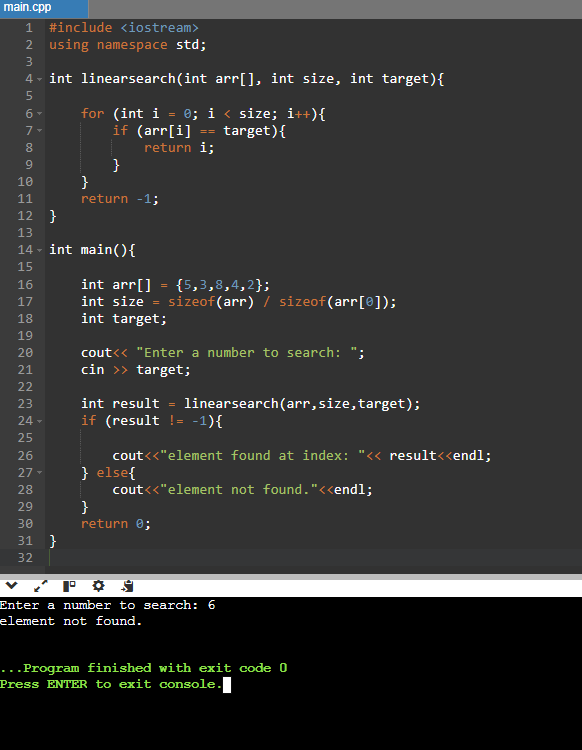 main.cpp
1 #include <iostream>
2 using namespace std;
3
4 int linearsearch(int arr[], int size, int target){
5
6     for (int i = 0; i < size; i++){
7         if (arr[i] == target){
8             return i;
9         }
10     }
11     return -1;
12 }
13
14 int main(){
15
16     int arr[] = {5,3,8,4,2};
17     int size = sizeof(arr) / sizeof(arr[0]);
18     int target;
19
20     cout<< "Enter a number to search: ";
21     cin >> target;
22
23     int result = linearsearch(arr,size,target);
24     if (result != -1){
25
26         cout<<"element found at index: "<< result<<endl;
27     } else{
28         cout<<"element not found."<<endl;
29     }
30     return 0;
31 }
32
Enter a number to search: 6
element not found.
...Program finished with exit code 0
Press ENTER to exit console.